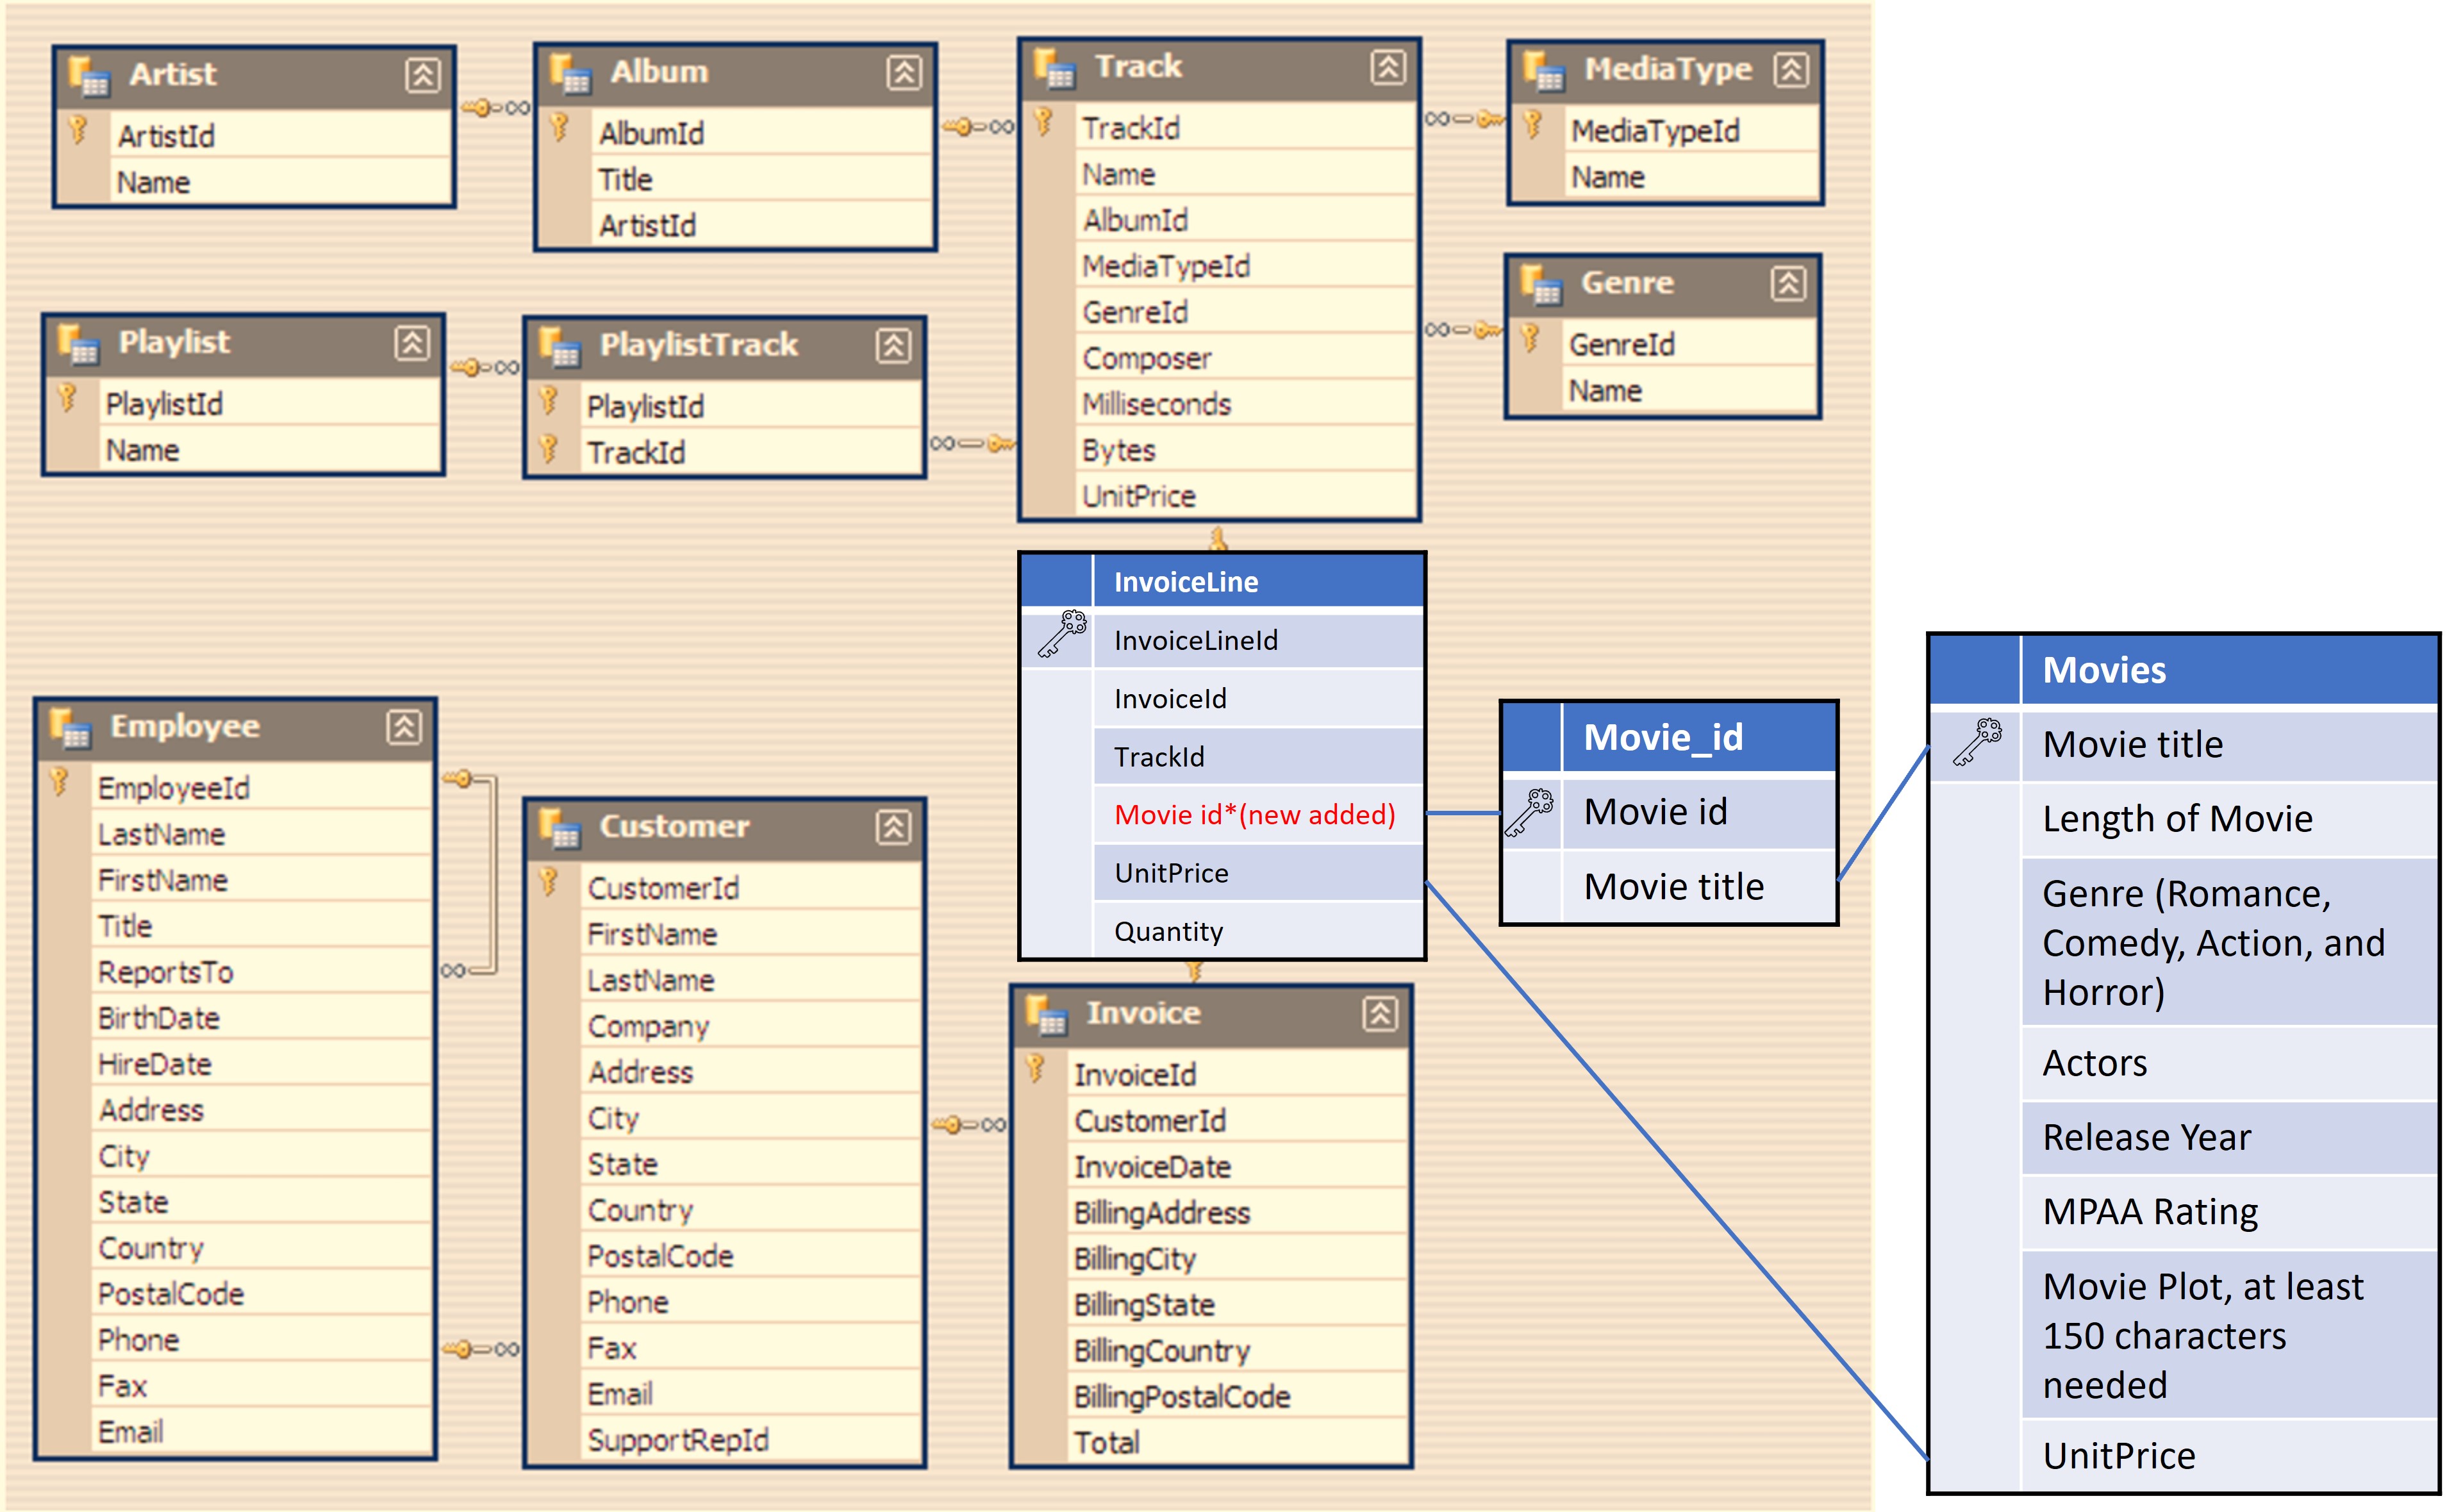 Artist
ArtistId
Name
Album
AlbumId
Title
ArtistId
Track
TrackId
Name
AlbumId
MediaTypeId
GenreId
Composer
Milliseconds
Bytes
UnitPrice
MediaType
MediaTypeId
Name
Genre
GenreId
Name
Playlist
PlaylistId
Name
PlaylistTrack
PlaylistId
TrackId
InvoiceLine
InvoiceLineId
InvoiceId
TrackId
Movie id*(new added)
UnitPrice
Quantity
Movie_id
Movie id
Movie title
Movies
Movie title
Length of Movie
Genre (Romance,
Comedy, Action, and
Horror)
Actors
Release Year
MPAA Rating
Movie Plot, at least
150 characters
needed
UnitPrice
Employee
EmployeeId
LastName
FirstName
Title
ReportsTo
BirthDate
HireDate
Address
City
State
Country
PostalCode
Phone
Fax
Email
Customer
CustomerId
FirstName
LastName
Company
Address
City
State
Country
PostalCode
Phone
Fax
Email
SupportRepId
Invoice
InvoiceId
CustomerId
InvoiceDate
BillingAddress
BillingCity
BillingState
BillingCountry
BillingPostalCode
Total